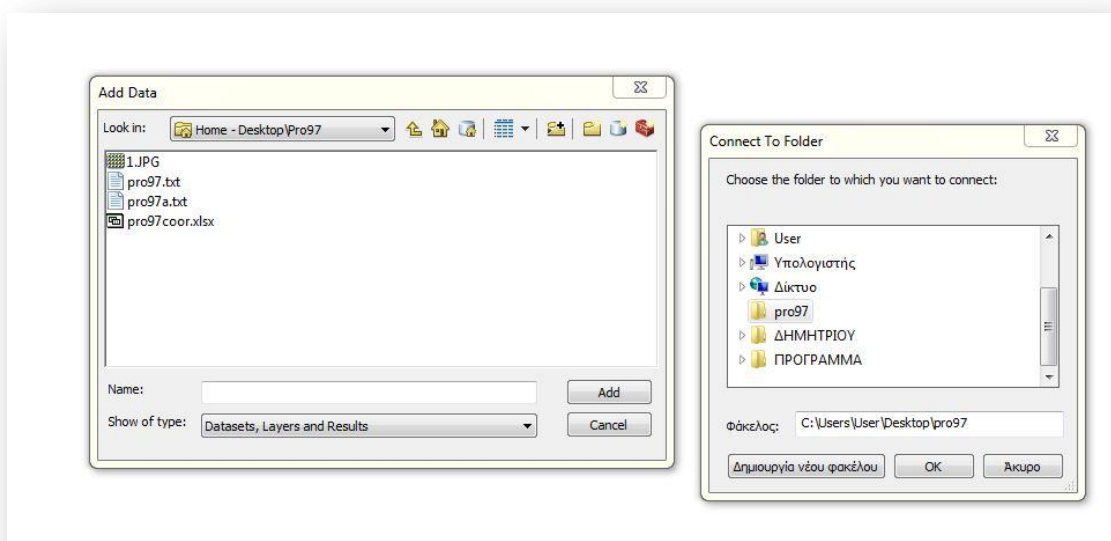 Add Data
Look in:
Home - Desktop\Pro97
1.JPG
pro97.txt
pro97a.txt
pro97coor.xlsx
Name:
Add
Show of type:
Datasets, Layers and Results
Cancel
Connect To Folder
Choose the folder to which you want to connect:
User
Υπολογιστής
Δίκτυο
pro97
ΔΗΜΗΤΡΙΟΥ
ΠΡΟΓΡΑΜΜΑ
Φάκελος:
C:\Users\User\Desktop\pro97
Δημιουργία νέου φακέλου
OK
Άκυρο